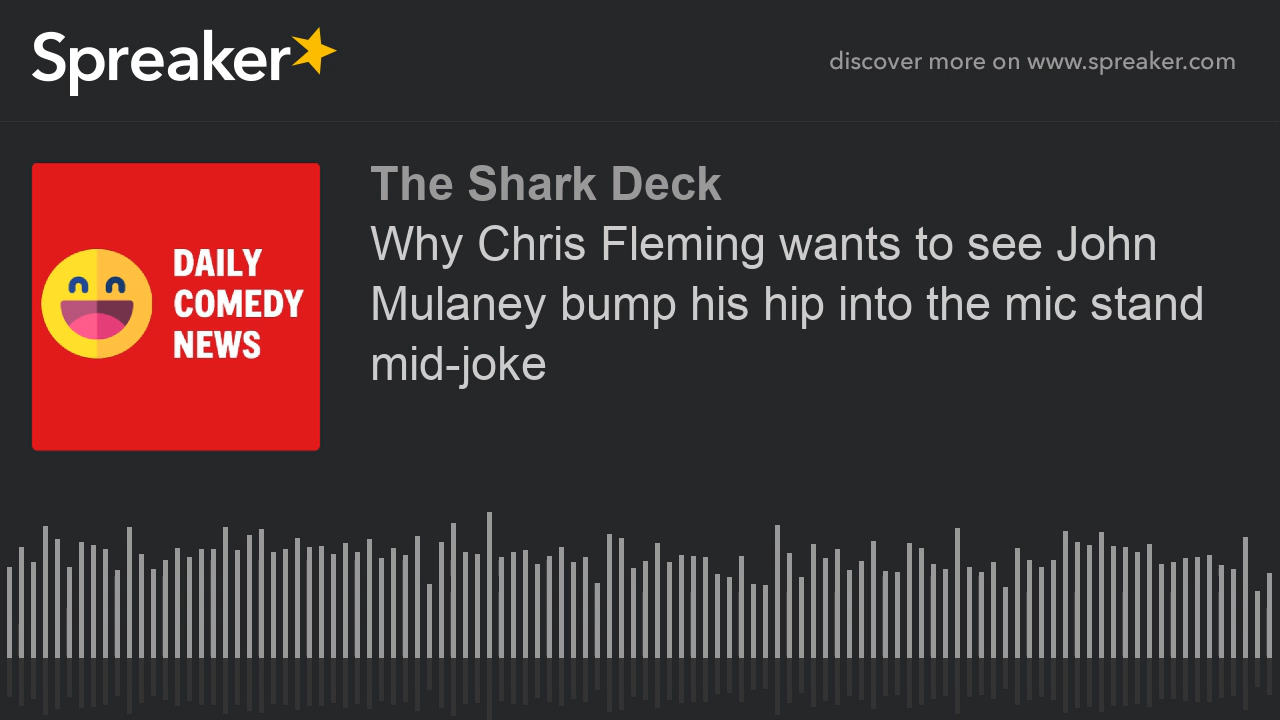 Spreaker
discover more on www.spreaker.com
DAILY
COMEDY
NEWS
The Shark Deck
Why Chris Fleming wants to see John
Mulaney bump his hip into the mic stand
mid-joke